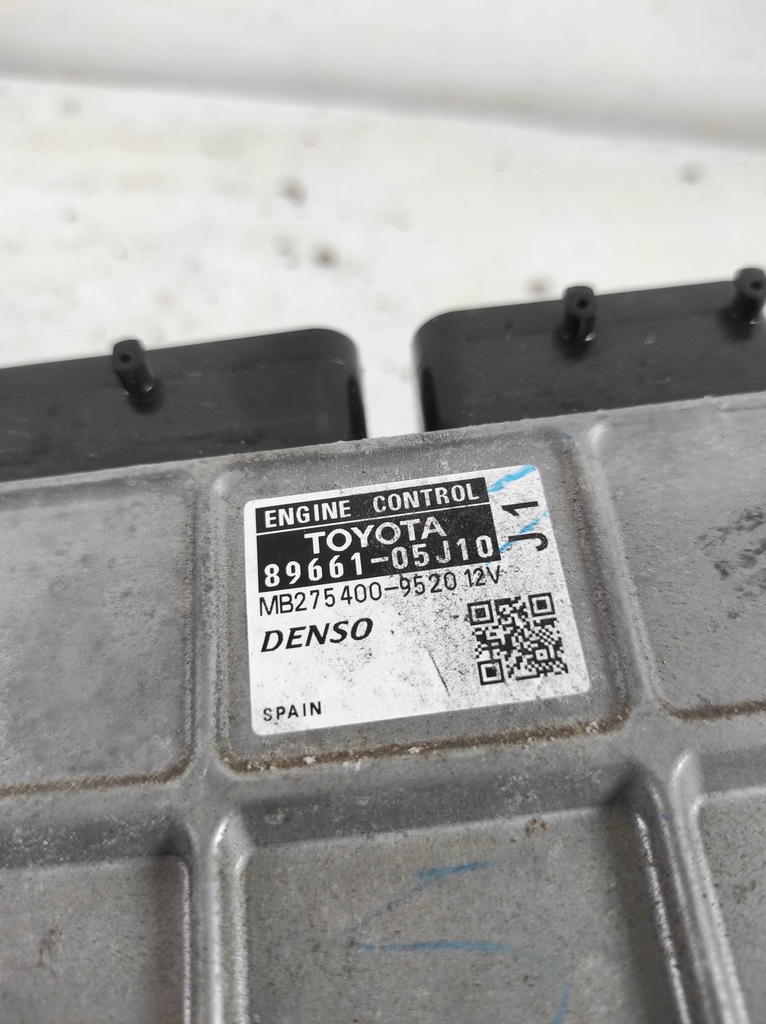 ENGINE CONTROL
TOYOTA
89661-05J10
J1
MB275400-9520 12V
DENSO
SPAIN